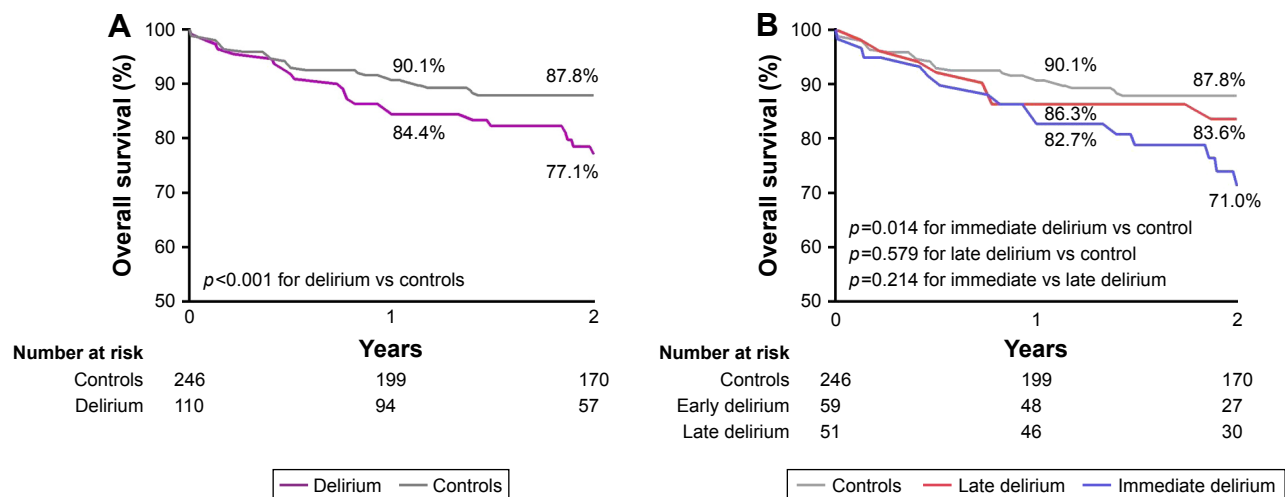 A
100
90
80
70
60
50
Overall survival (%)
90.1%
87.8%
84.4%
77.1%
p<0.001 for delirium vs controls
0 1 2
Years
Number at risk
Controls 246 199 170
Delirium 110 94 57
Delirium Controls
B
100
90
80
70
60
50
Overall survival (%)
90.1%
87.8%
86.3%
83.6%
82.7%
71.0%
p=0.014 for immediate delirium vs control
p=0.579 for late delirium vs control
p=0.214 for immediate vs late delirium
0 1 2
Years
Number at risk
Controls 246 199 170
Early delirium 59 48 27
Late delirium 51 46 30
Controls Late delirium Immediate delirium